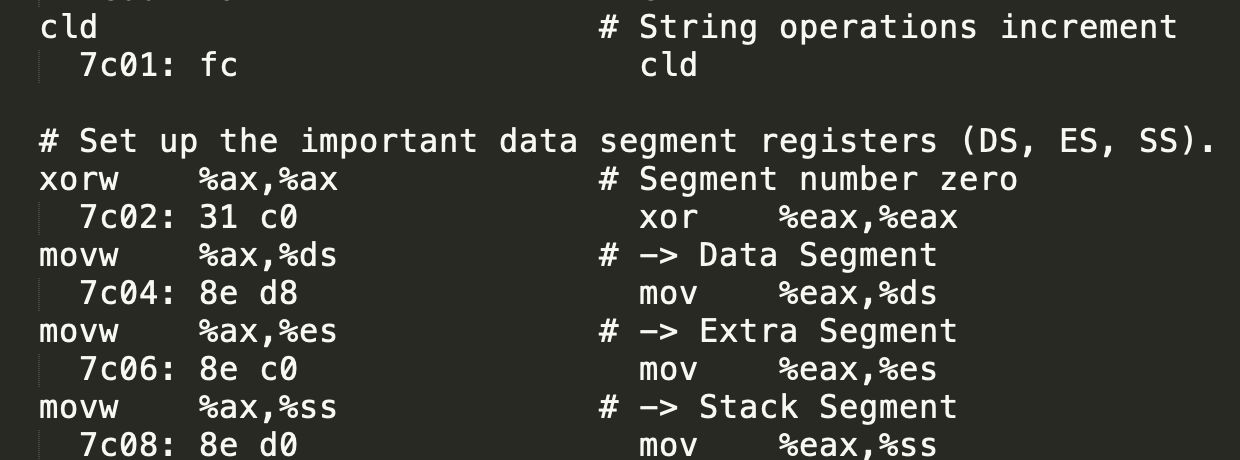 cld                         # String operations increment
  7c01: fc                    cld

# Set up the important data segment registers (DS, ES, SS).
xorw    %ax,%ax             # Segment number zero
  7c02: 31 c0                 xor    %eax,%eax
movw    %ax,%ds             # -> Data Segment
  7c04: 8e d8                 mov    %eax,%ds
movw    %ax,%es             # -> Extra Segment
  7c06: 8e c0                 mov    %eax,%es
movw    %ax,%ss             # -> Stack Segment
  7c08: 8e d0                 mov    %eax,%ss